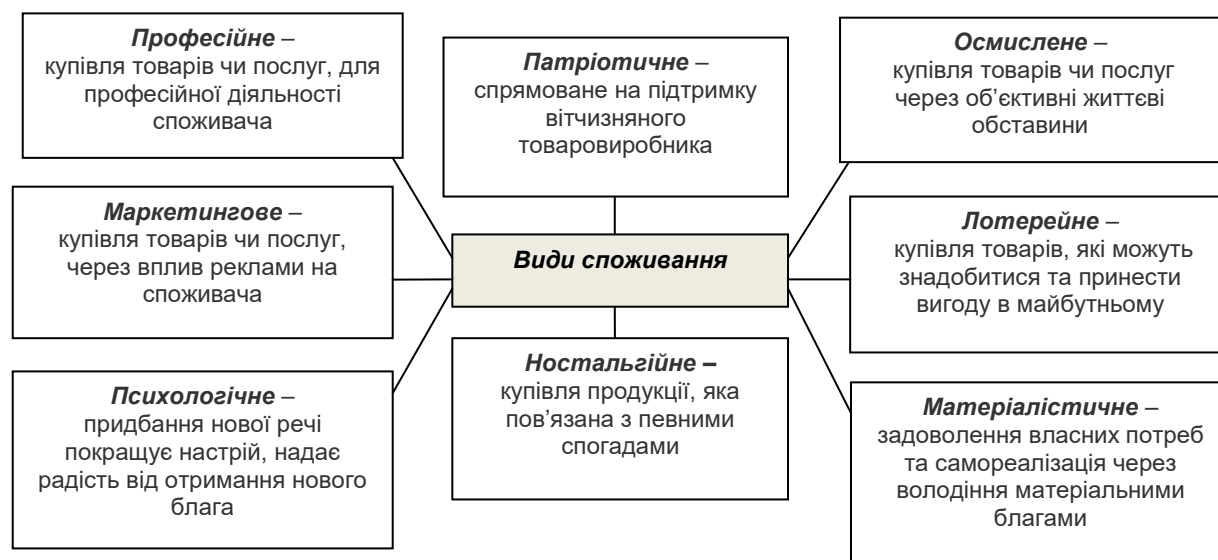 Професійне –
купівля товарів чи послуг, для
професійної діяльності
споживача
Патріотичне –
спрямоване на підтримку
вітчизняного
товаровиробника
Осмислене –
купівля товарів чи послуг
через об’єктивні життєві
обставини
Маркетингове –
купівля товарів чи послуг,
через вплив реклами на
споживача
Види споживання
Лотерейне –
купівля товарів, які можуть
знадобитися та принести
вигоду в майбутньому
Психологічне –
придбання нової речі
покращує настрій, надає
радість від отримання нового
блага
Ностальгійне –
купівля продукції, яка
пов’язана з певними
спогадами
Матеріалістичне –
задоволення власних потреб
та самореалізація через
володіння матеріальними
благами